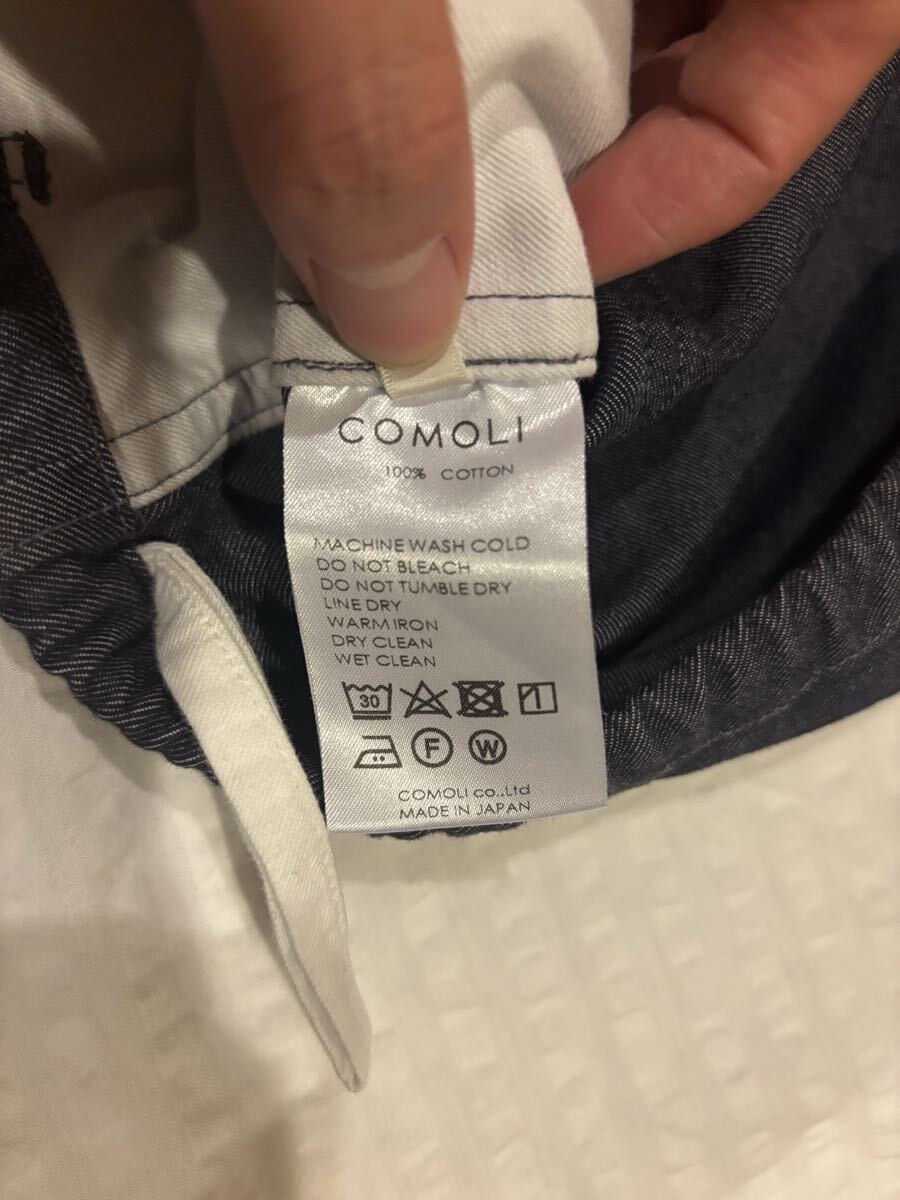 COMOLI
100% COTTON
MACHINE WASH COLD
DO NOT BLEACH
DO NOT TUMBLE DRY
LINE DRY
WARM IRON
DRY CLEAN
WET CLEAN
30
F W
COMOLI co.,Ltd
MADE IN JAPAN